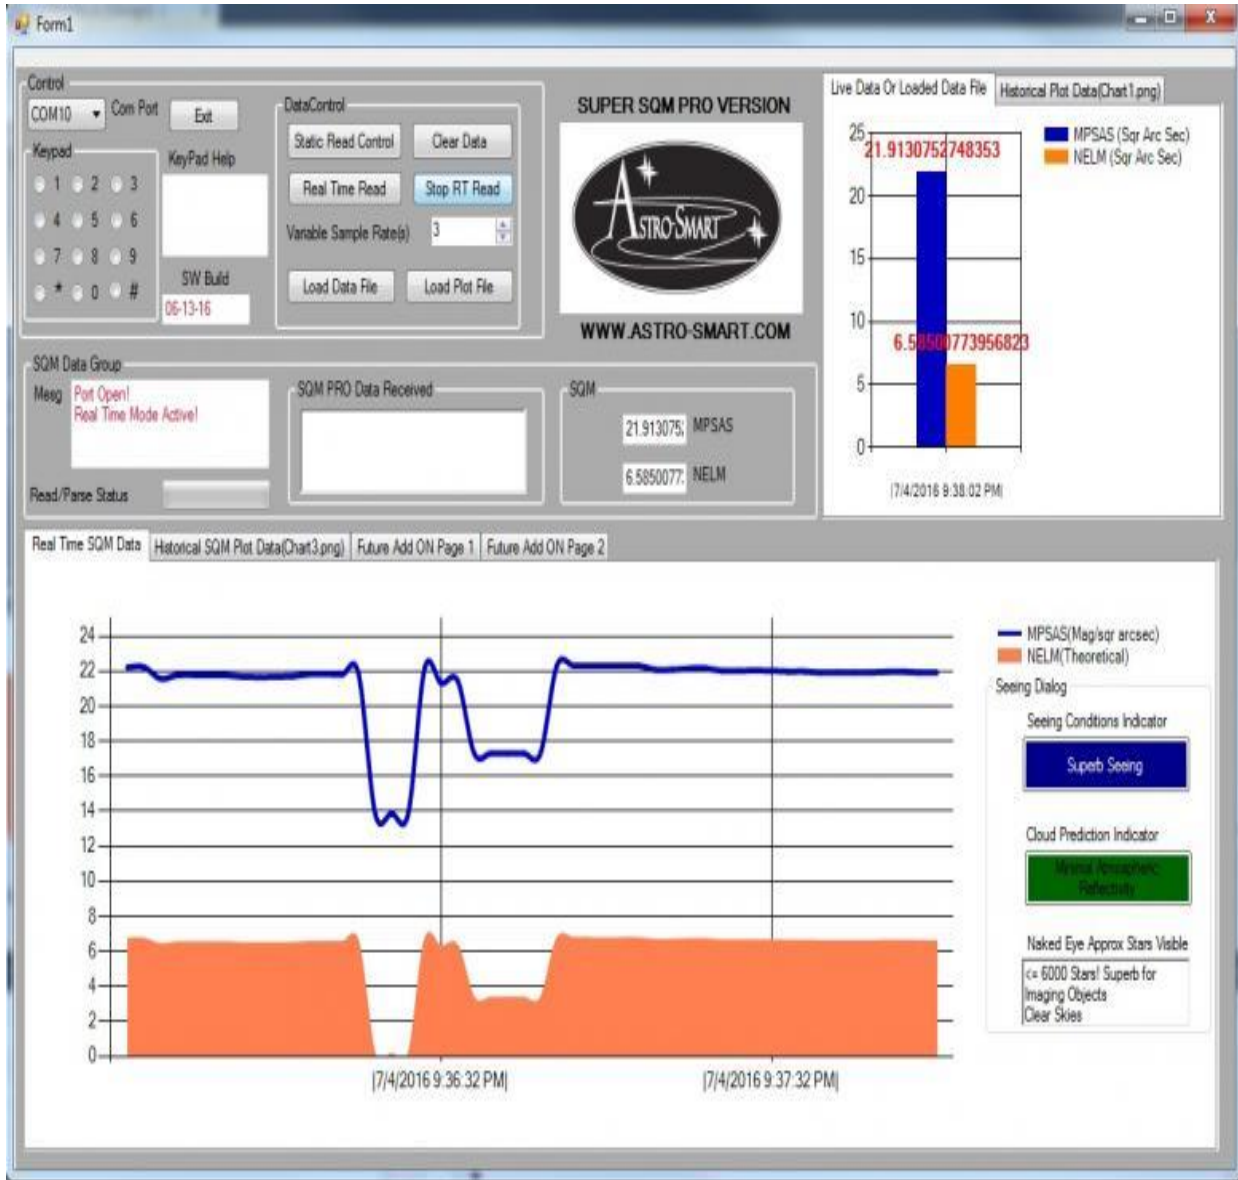 Form1
Control
COM10
Com Port
Exit
Keypad
1 2 3
4 5 6
7 8 9
* 0 #
KeyPad Help
SW Build
06-13-16
DataControl
Static Read Control
Clear Data
Real Time Read
Stop RT Read
Variable Sample Rate(s)
3
Load Data File
Load Plot File
SUPER SQM PRO VERSION
ASTRO-SMART
WWW.ASTRO-SMART.COM
Live Data Or Loaded Data File
Historical Plot Data(Chart1.png)
25
21.9130752748353
20
15
10
6.58500773956823
5
0
|7/4/2016 9:38:02 PM|
MPSAS (Sqr Arc Sec)
NELM (Sqr Arc Sec)
SQM Data Group
Mesg
Port Open!
Real Time Mode Active!
Read/Parse Status
SQM PRO Data Received
SQM
21.913075
MPSAS
6.5850077
NELM
Real Time SQM Data
Historical SQM Plot Data(Chart3.png)
Future Add ON Page 1
Future Add ON Page 2
24
22
20
18
16
14
12
10
8
6
4
2
0
|7/4/2016 9:36:32 PM|
|7/4/2016 9:37:32 PM|
MPSAS(Mag/sqr arcsec)
NELM(Theoretical)
Seeing Dialog
Seeing Conditions Indicator
Superb Seeing
Cloud Prediction Indicator
Minimal Atmospheric
Reflectivity
Naked Eye Approx Stars Visible
<= 6000 Stars! Superb for
Imaging Objects
Clear Skies